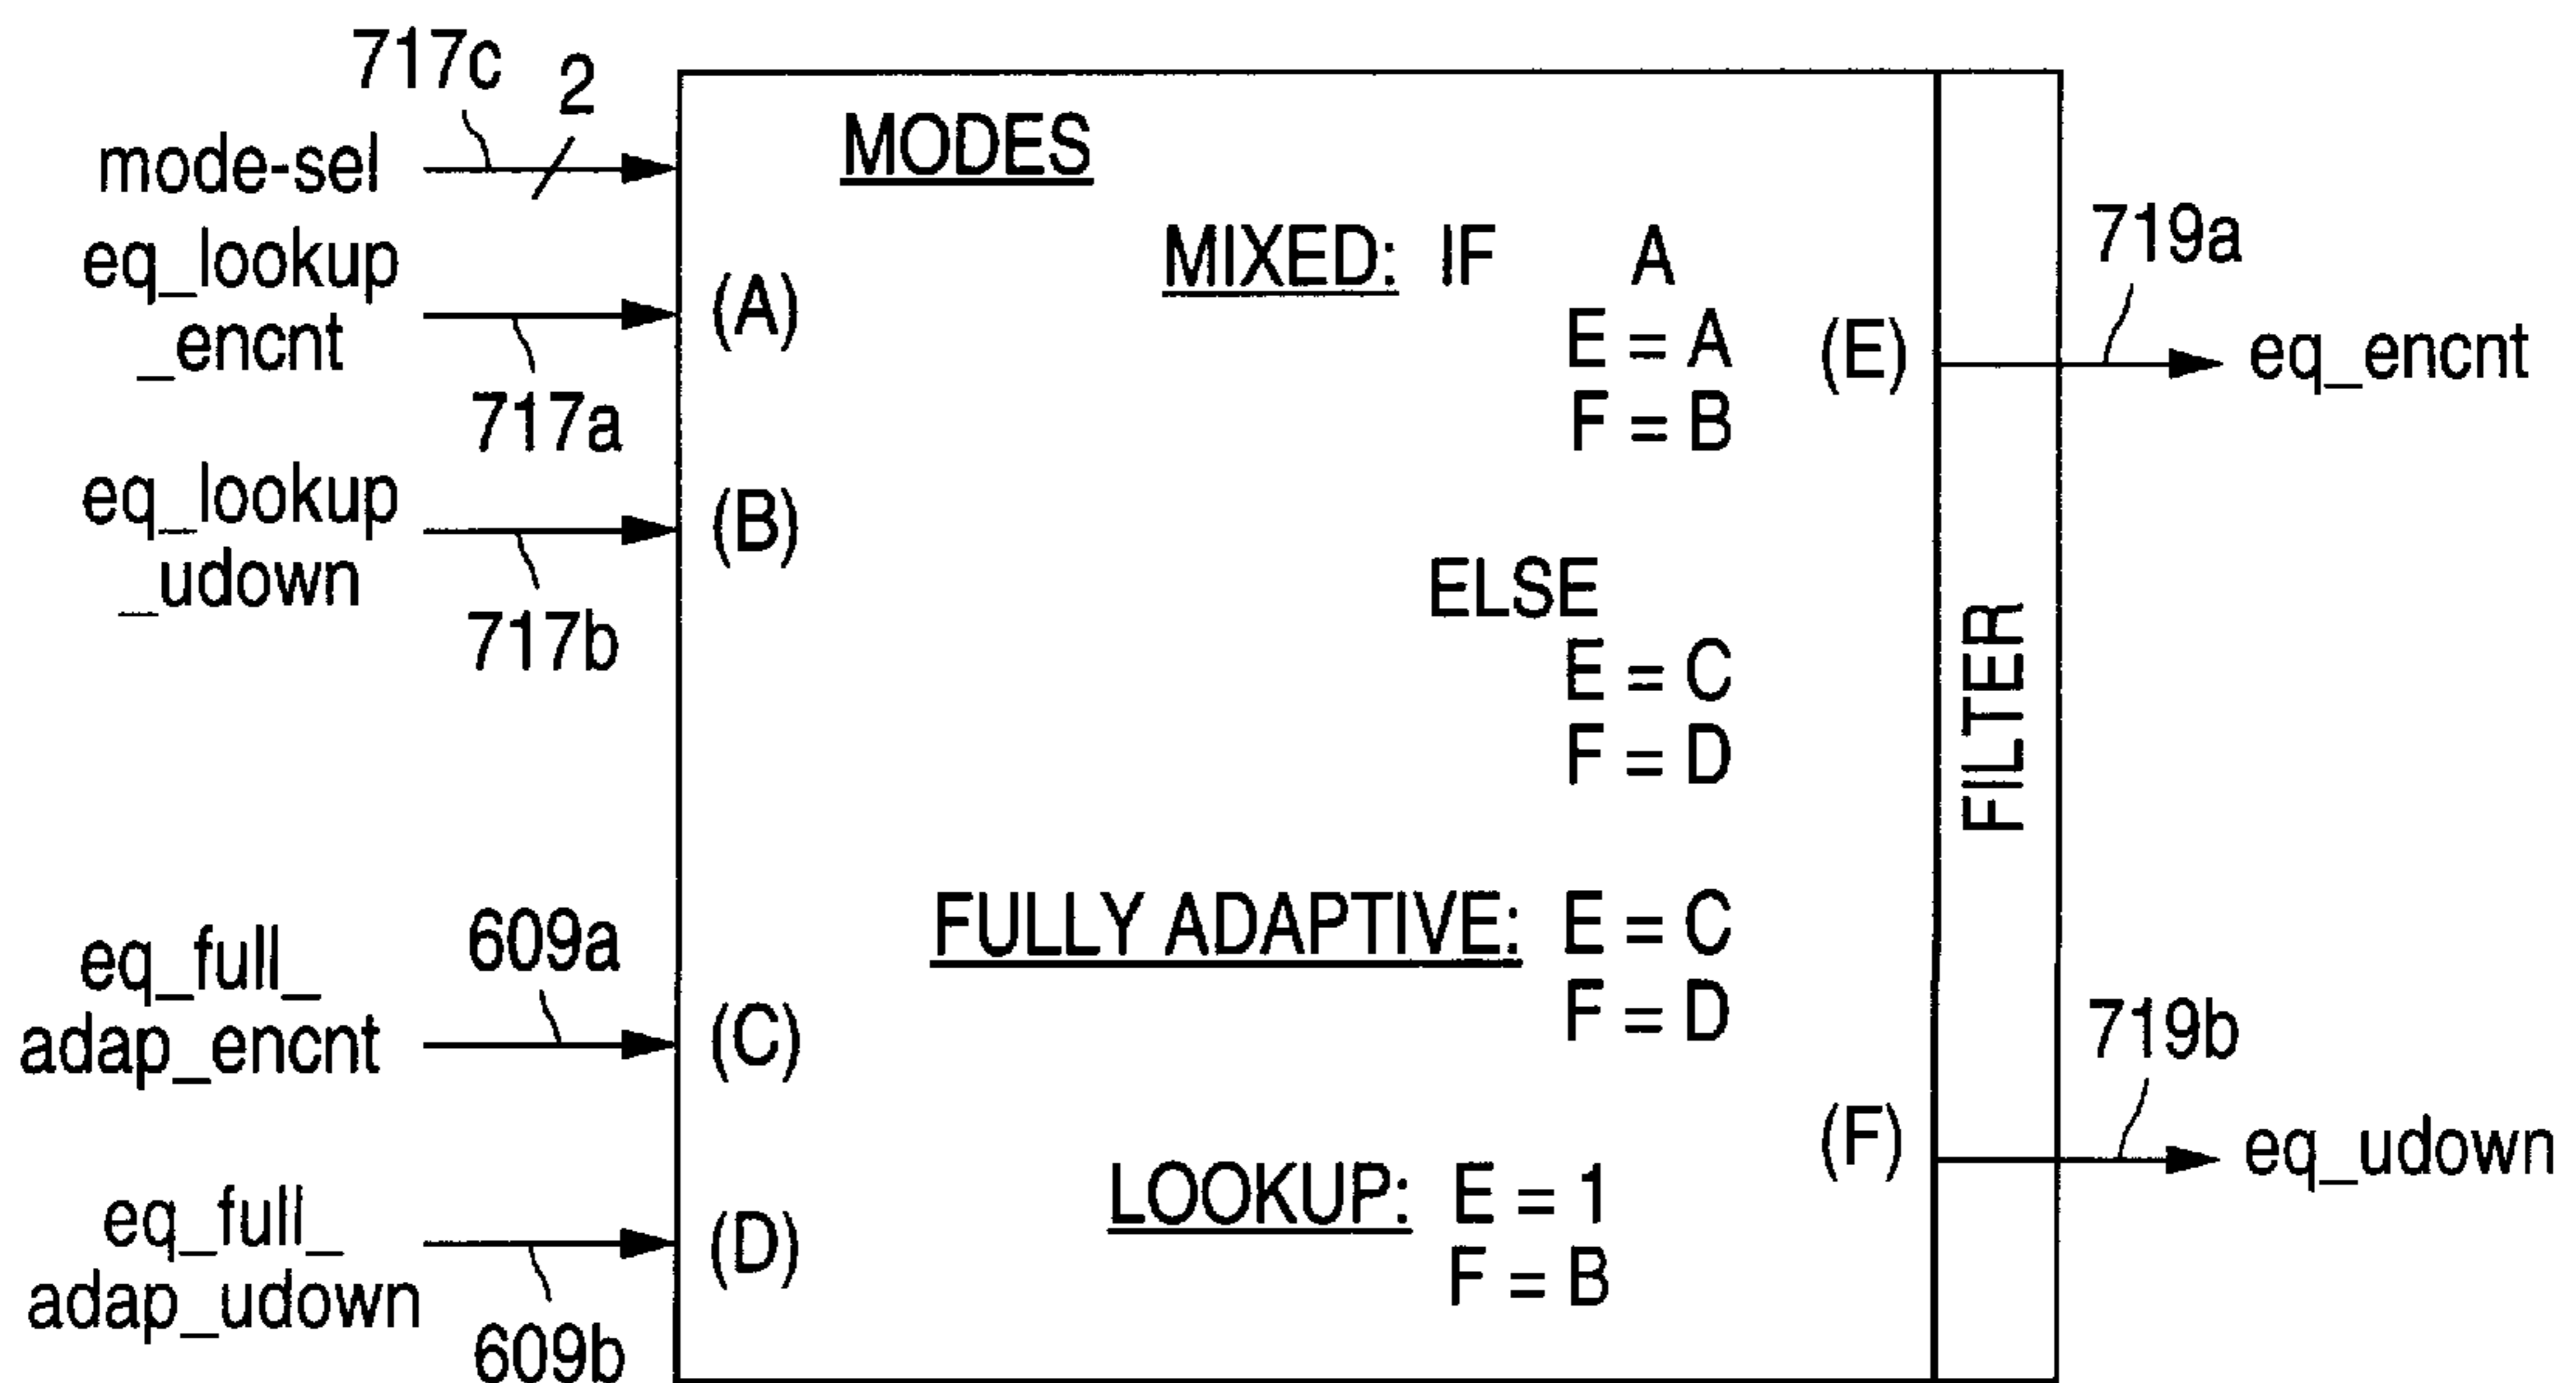 717c
2
mode-sel
eq_lookup
_encnt
717a
eq_lookup
_udown
717b
eq_full_
adap_encnt
609a
eq_full_
adap_udown
609b
(A)
(B)
(C)
(D)
MODES
MIXED: IF A
E = A
F = B
ELSE
E = C
F = D
FULLY ADAPTIVE: E = C
F = D
LOOKUP: E = 1
F = B
(E)
(F)
FILTER
719a
eq_encnt
719b
eq_udown